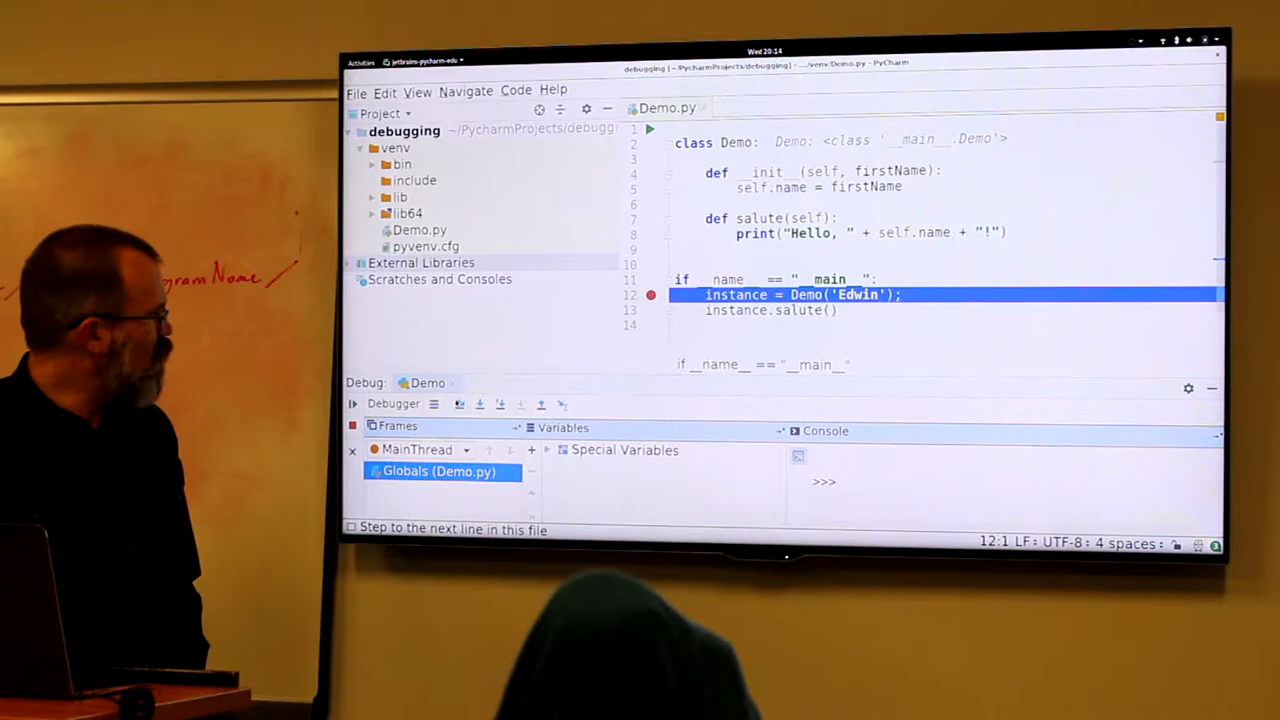 Wed 20-14
Activities jetbrains-pycharm-edu
debugging [~/PycharmProjects/debugging] - .../venv/Demo.py - PyCharm
File Edit View Navigate Code Help
Project
Demo.py
debugging ~/PycharmProjects/debuggi
venv
bin
include
lib
lib64
Demo.py
pyvenv.cfg
External Libraries
Scratches and Consoles
1
2 class Demo: Demo: <class '__main__.Demo'>
3
4 def __init__(self, firstName):
5 self.name = firstName
6
7 def salute(self):
8 print("Hello, " + self.name + "!")
9
10
11 if __name__ == "__main__":
12 instance = Demo('Edwin');
13 instance.salute()
14
if __name__ == "__main__"
Debug: Demo
Debugger
Frames
Variables
Console
MainThread
Special Variables
Globals (Demo.py)
>>>
Step to the next line in this file
12:1 LF: UTF-8: 4 spaces:
gramName /